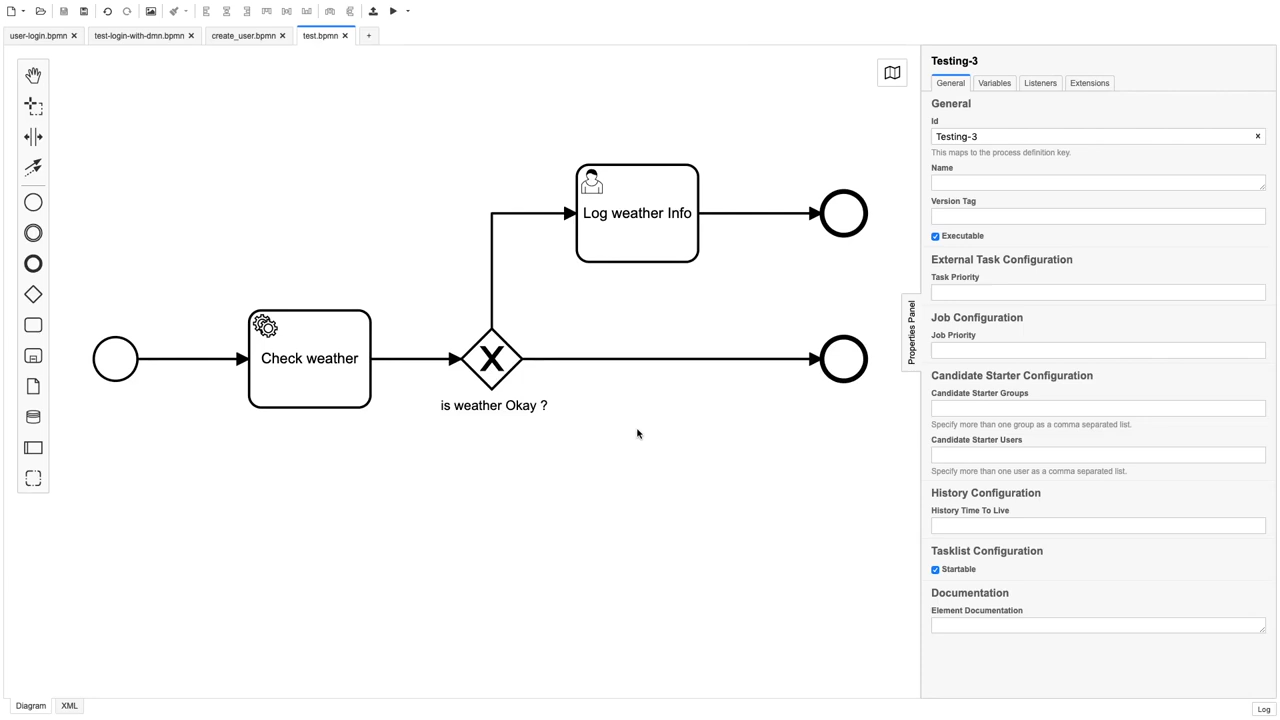 user-login.bpmn × test-login-with-dmn.bpmn × create_user.bpmn × test.bpmn × +
Log weather Info
Check weather
is weather Okay ?
Properties Panel
Testing-3
General Variables Listeners Extensions
General
Id
Testing-3 ×
This maps to the process definition key.
Name
Version Tag
Executable
External Task Configuration
Task Priority
Job Configuration
Job Priority
Candidate Starter Configuration
Candidate Starter Groups
Specify more than one group as a comma separated list.
Candidate Starter Users
Specify more than one user as a comma separated list.
History Configuration
History Time To Live
Tasklist Configuration
Startable
Documentation
Element Documentation
Diagram XML
Log